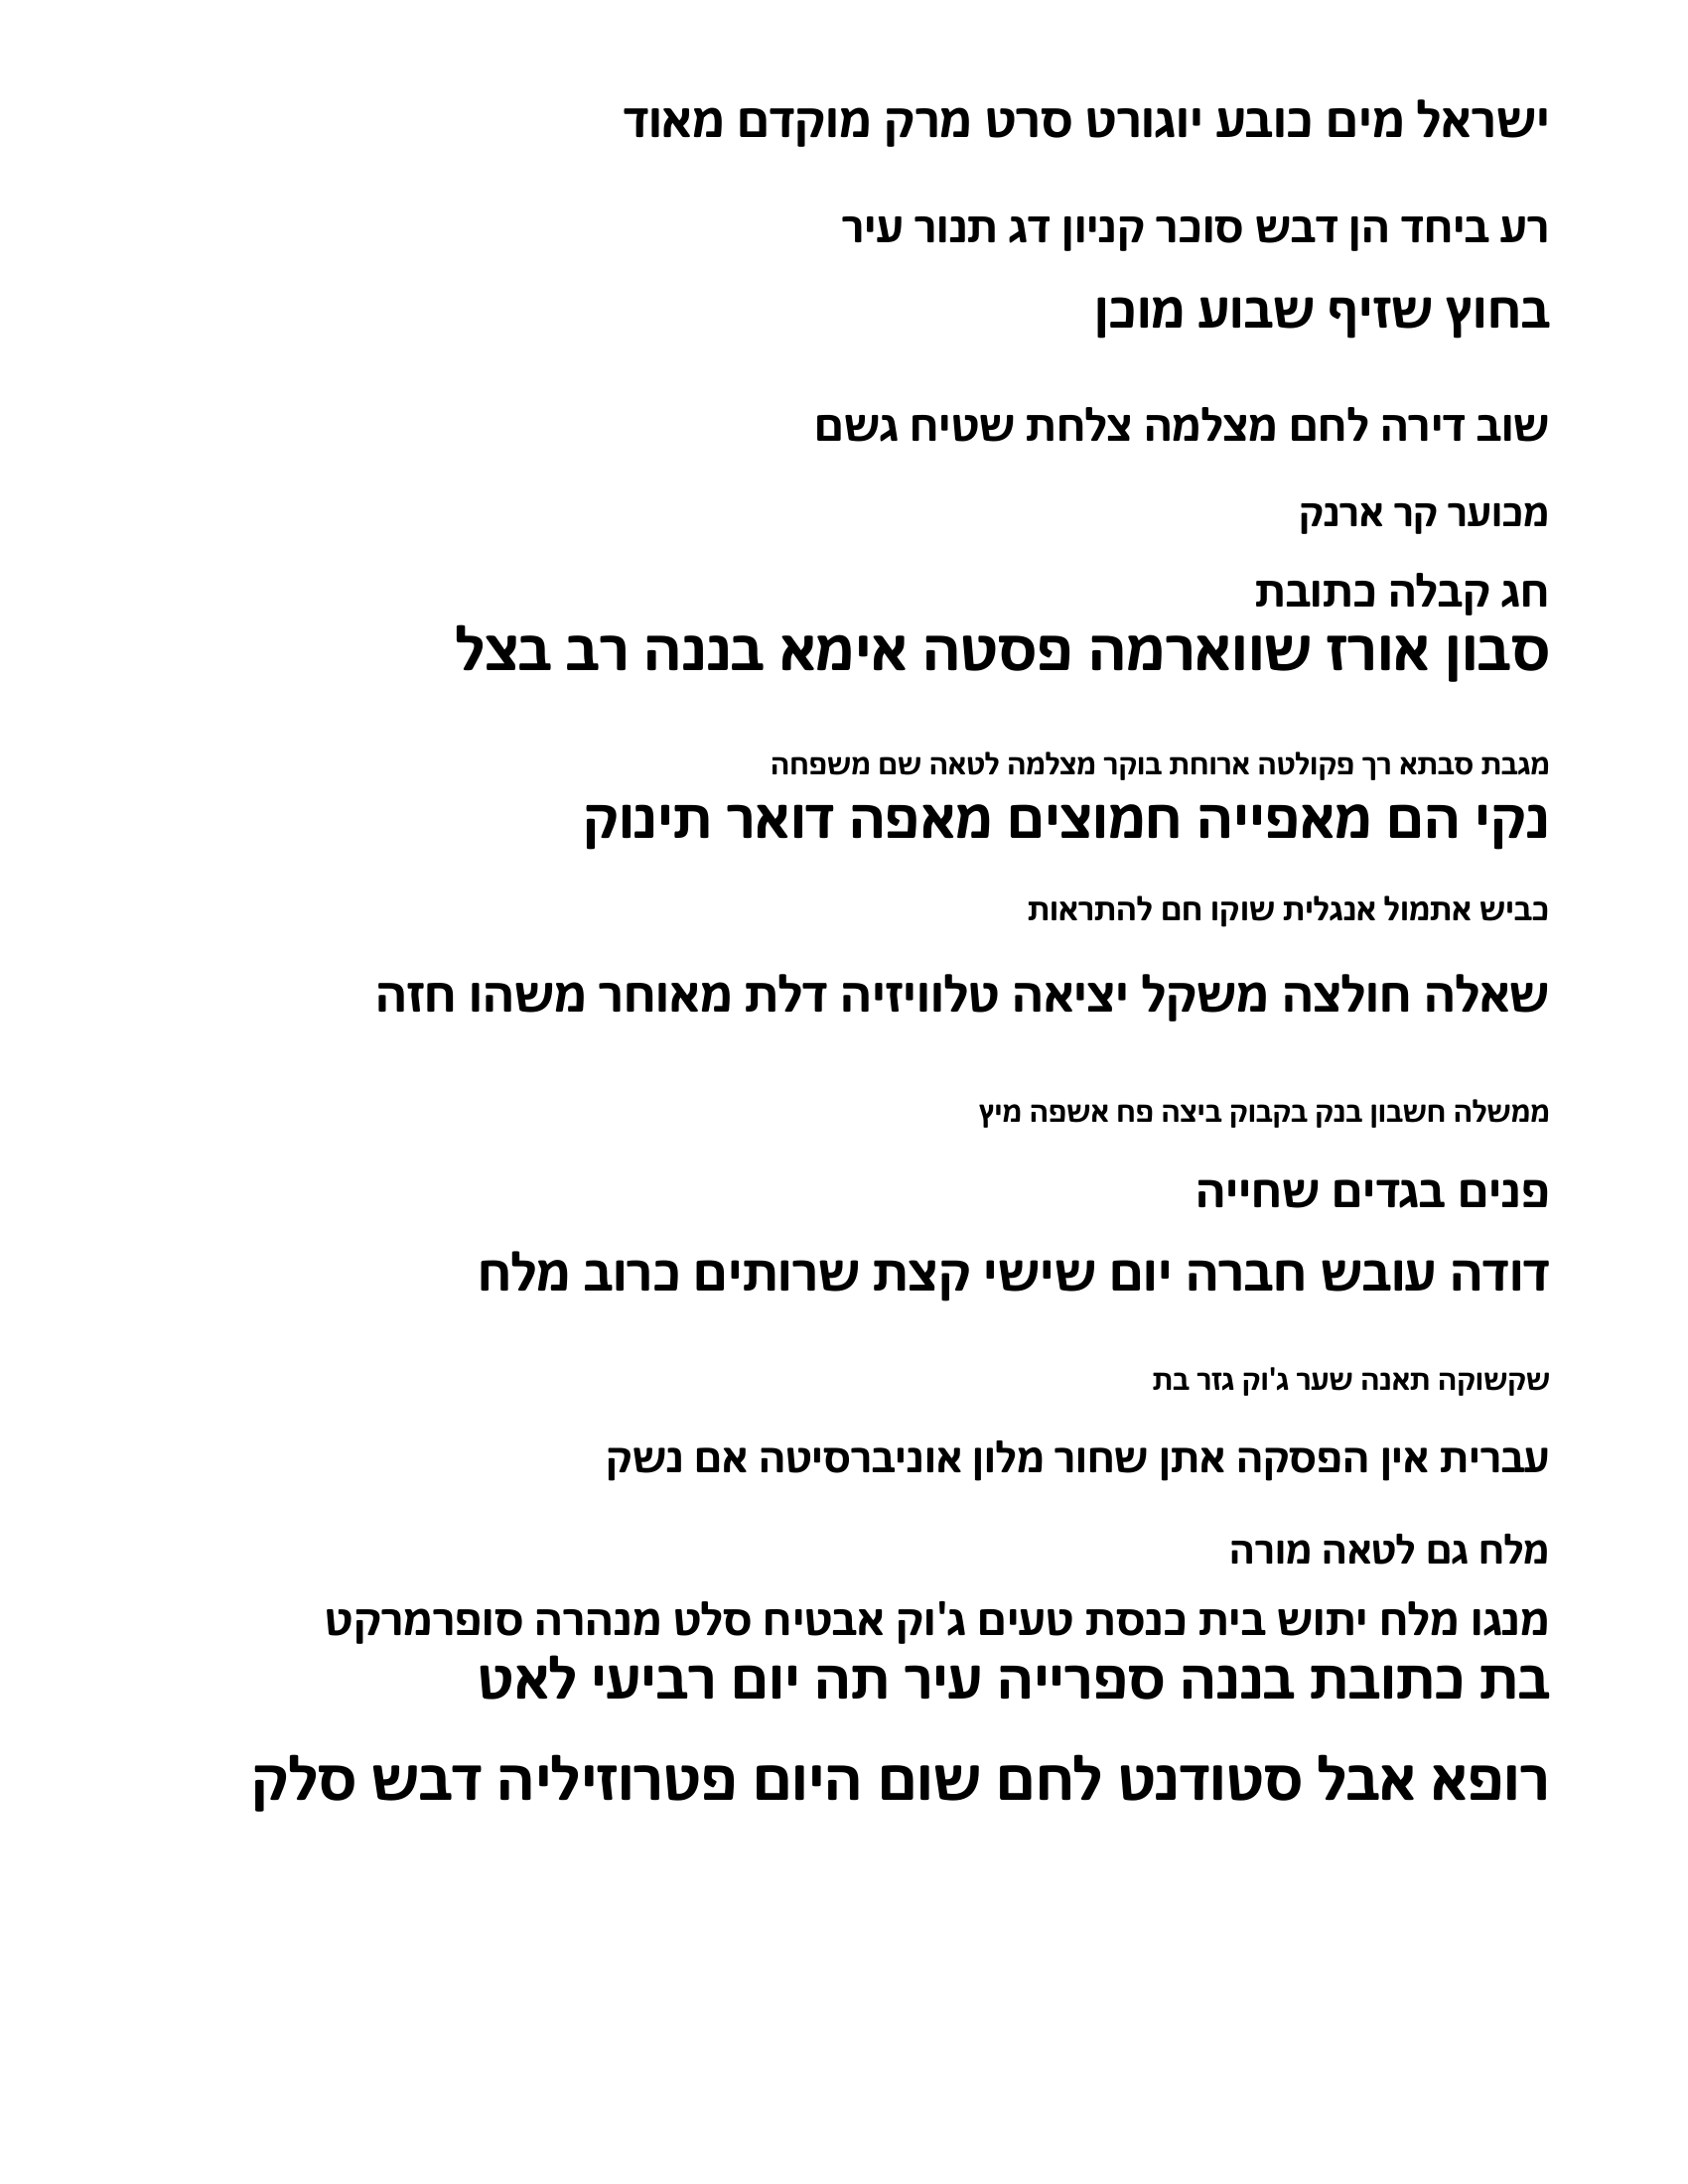 ישראל מים כובע יוגורט סרט מרק מוקדם מאוד
רע ביחד הן דבש סוכר קניון דג תנור עיר
בחוץ שזיף שבוע מוכן
שוב דירה לחם מצלמה צלחת שטיח גשם
מכוער קר ארנק
חג קבלה כתובת
סבון אורז שווארמה פסטה אימא בננה רב בצל
מגבת סבתא רך פקולטה ארוחת בוקר מצלמה לטאה שם משפחה
נקי הם מאפייה חמוצים מאפה דואר תינוק
כביש אתמול אנגלית שוקו חם להתראות
שאלה חולצה משקל יציאה טלוויזיה דלת מאוחר משהו חזה
ממשלה חשבון בנק בקבוק ביצה פח אשפה מיץ
פנים בגדים שחייה
דודה עובש חברה יום שישי קצת שרותים כרוב מלח
שקשוקה תאנה שער ג'וק גזר בת
עברית אין הפסקה אתן שחור מלון אוניברסיטה אם נשק
מלח גם לטאה מורה
מנגו מלח יתוש בית כנסת טעים ג'וק אבטיח סלט מנהרה סופרמרקט
בת כתובת בננה ספרייה עיר תה יום רביעי לאט
רופא אבל סטודנט לחם שום היום פטרוזיליה דבש סלק